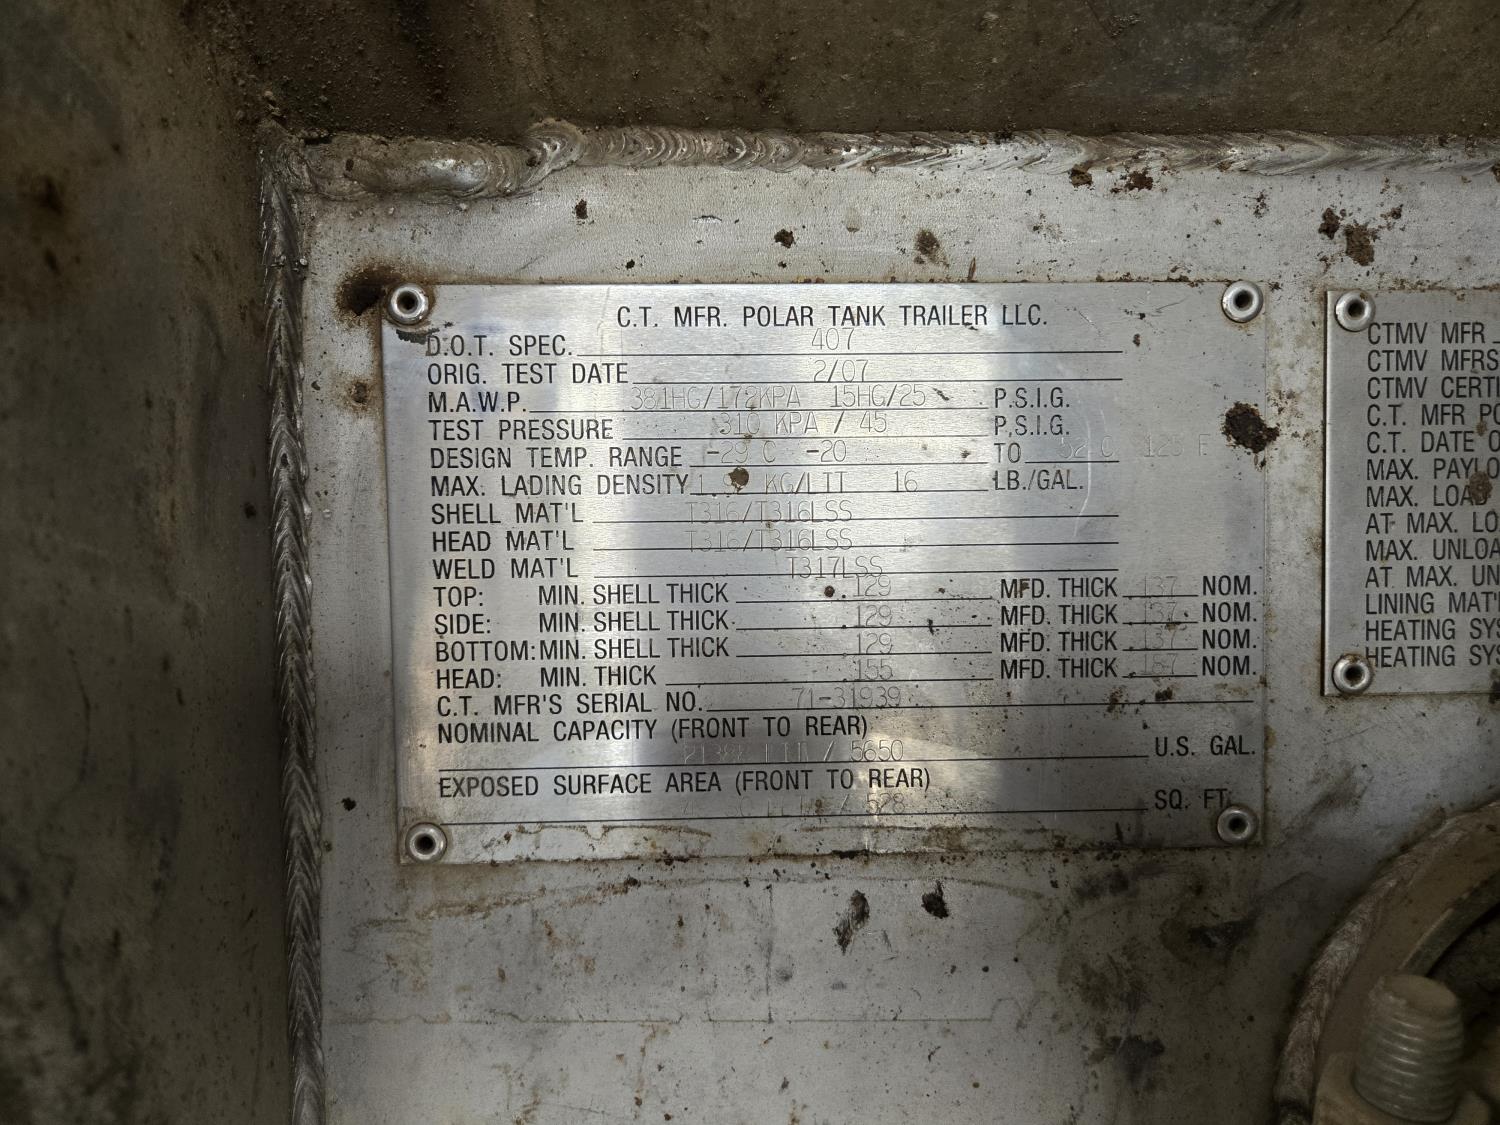 C.T. MFR. POLAR TANK TRAILER LLC.
D.O.T. SPEC. 407
ORIG. TEST DATE 2/07
M.A.W.P. 381HG/172KPA 15HG/25 P.S.I.G.
TEST PRESSURE 310 KPA / 45 P.S.I.G.
DESIGN TEMP. RANGE -29 C -20 TO 52 C 125 F
MAX. LADING DENSITY KG/LIT 16 LB./GAL.
SHELL MAT'L T316/T316LSS
HEAD MAT'L T316/T316LSS
WELD MAT'L T317LSS
TOP: MIN. SHELL THICK .129 MFD. THICK .137 NOM.
SIDE: MIN. SHELL THICK .129 MFD. THICK .137 NOM.
BOTTOM: MIN. SHELL THICK .129 MFD. THICK .137 NOM.
HEAD: MIN. THICK .155 MFD. THICK .187 NOM.
C.T. MFR'S SERIAL NO. 71-31939
NOMINAL CAPACITY (FRONT TO REAR)
LIT / 5650 U.S. GAL.
EXPOSED SURFACE AREA (FRONT TO REAR)
/ 528 SQ. FT.
CTMV MFR
CTMV MFRS
CTMV CERTI
C.T. MFR PO
C.T. DATE O
MAX. PAYLO
MAX. LOAD
AT MAX. LO
MAX. UNLOA
AT MAX. UN
LINING MAT'
HEATING SYS
HEATING SYS